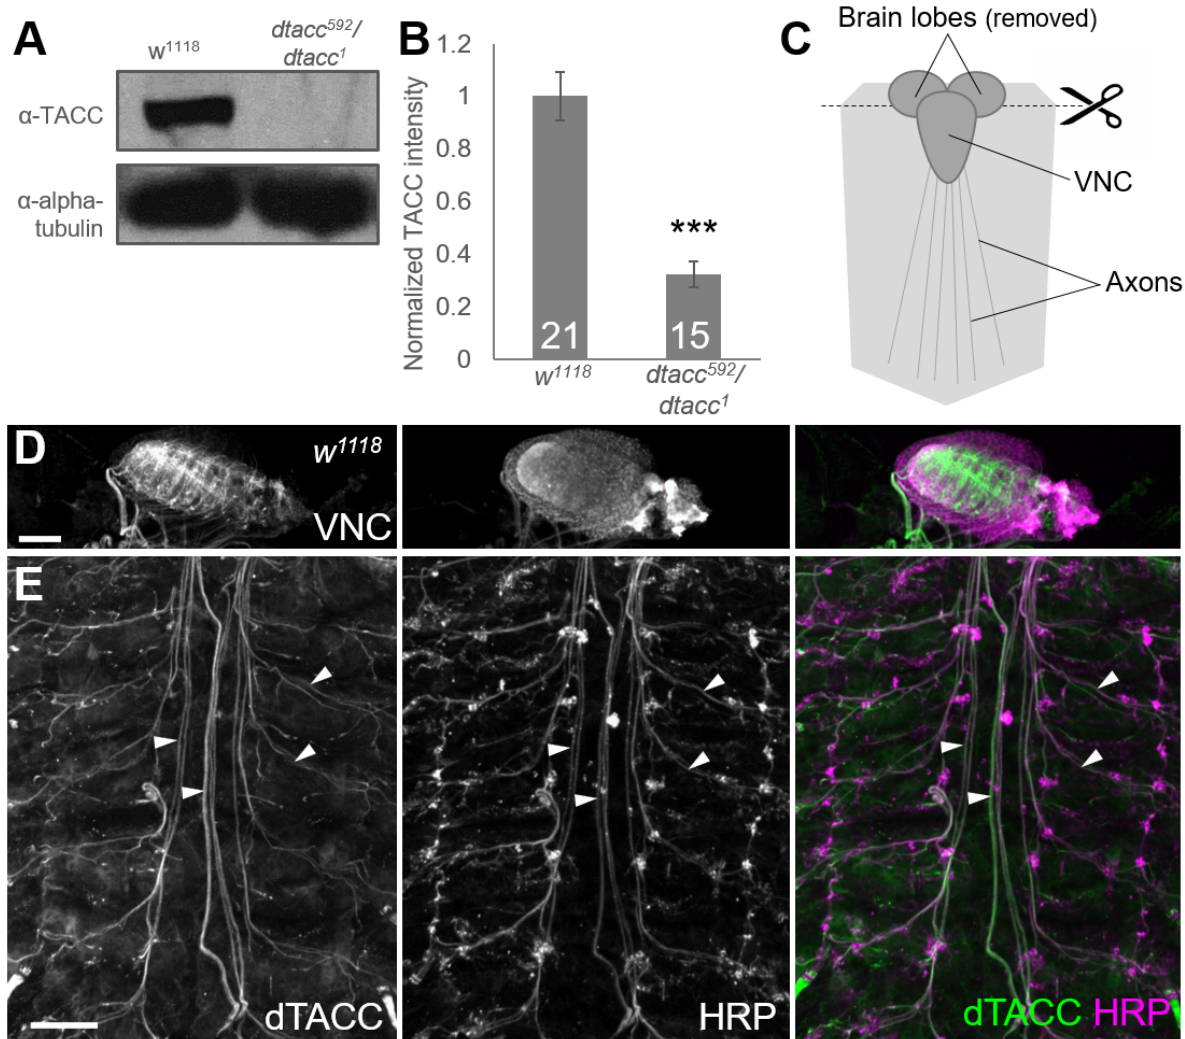 A
w1118
dtacc592/
dtacc1
α-TACC
α-alpha-
tubulin
B
Normalized TACC intensity
1.2
1
0.8
0.6
0.4
0.2
0
***
21
15
w1118
dtacc592/
dtacc1
C
Brain lobes (removed)
VNC
Axons
D
w1118
VNC
E
dTACC
HRP
dTACC HRP